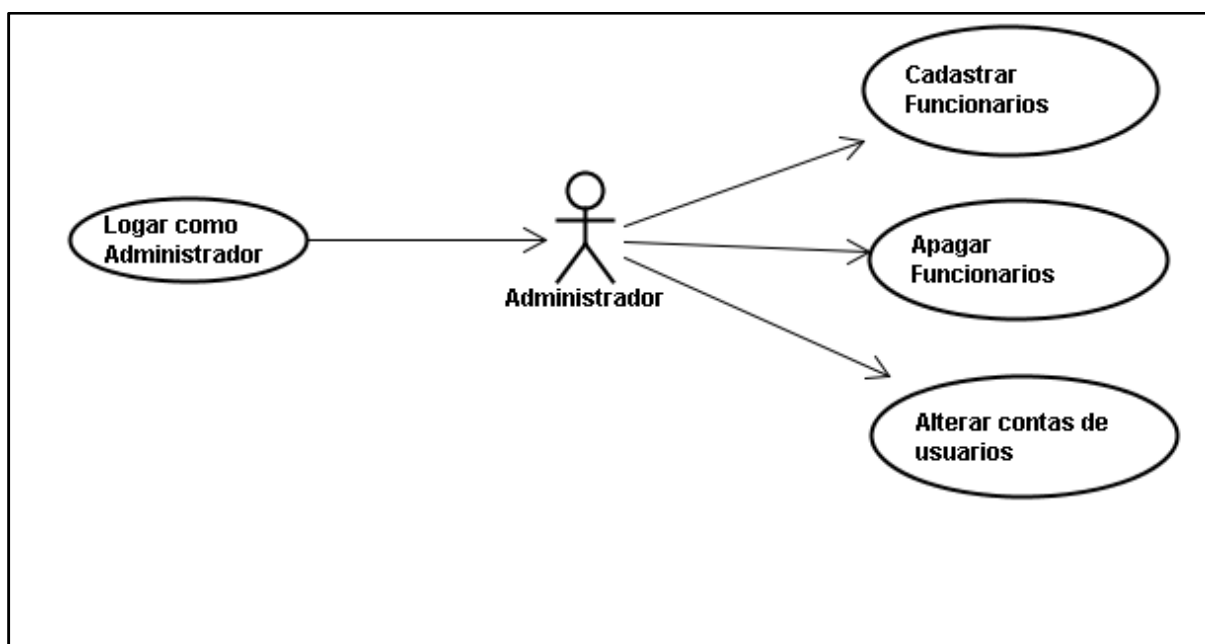 Cadastrar
Funcionarios
Logar como
Administrador
Apagar
Funcionarios
Administrador
Alterar contas de
usuarios